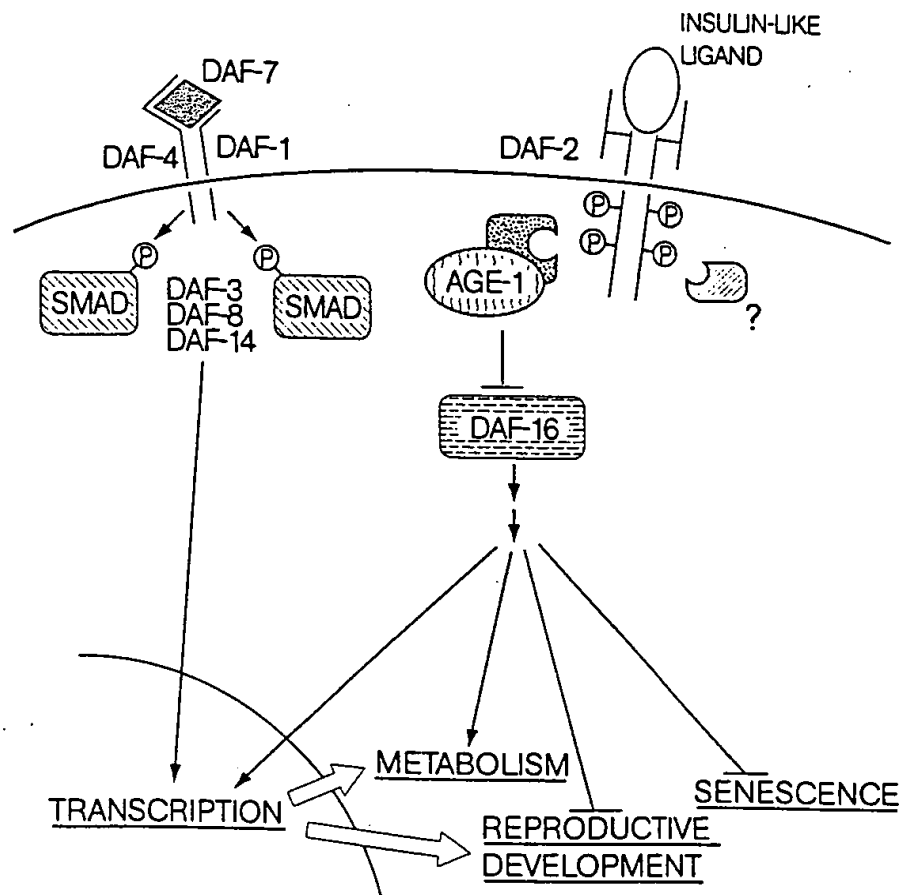 INSULIN-LIKE
LIGAND
DAF-7
DAF-4
DAF-1
DAF-2
P
P
P
P
P
P
SMAD
DAF-3
DAF-8
DAF-14
SMAD
AGE-1
?
DAF-16
METABOLISM
TRANSCRIPTION
SENESCENCE
REPRODUCTIVE
DEVELOPMENT